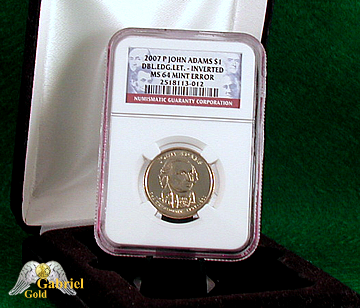 2007 P JOHN ADAMS $1
DBL.EDG.LET. - INVERTED
MS 64 MINT ERROR
2518113-012
NUMISMATIC GUARANTY CORPORATION
JOHN ADAMS
Gabriel
Gold